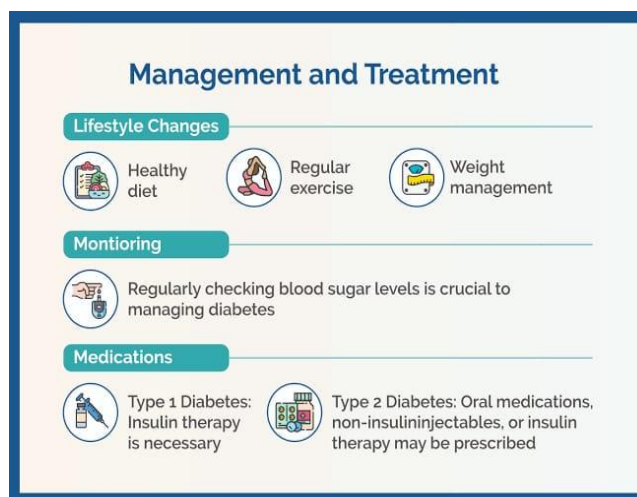 Management and Treatment
Lifestyle Changes
Healthy
diet
Regular
exercise
Weight
management
Montioring
Regularly checking blood sugar levels is crucial to
managing diabetes
Medications
Type 1 Diabetes:
Insulin therapy
is necessary
Type 2 Diabetes: Oral medications,
non-insulininjectables, or insulin
therapy may be prescribed